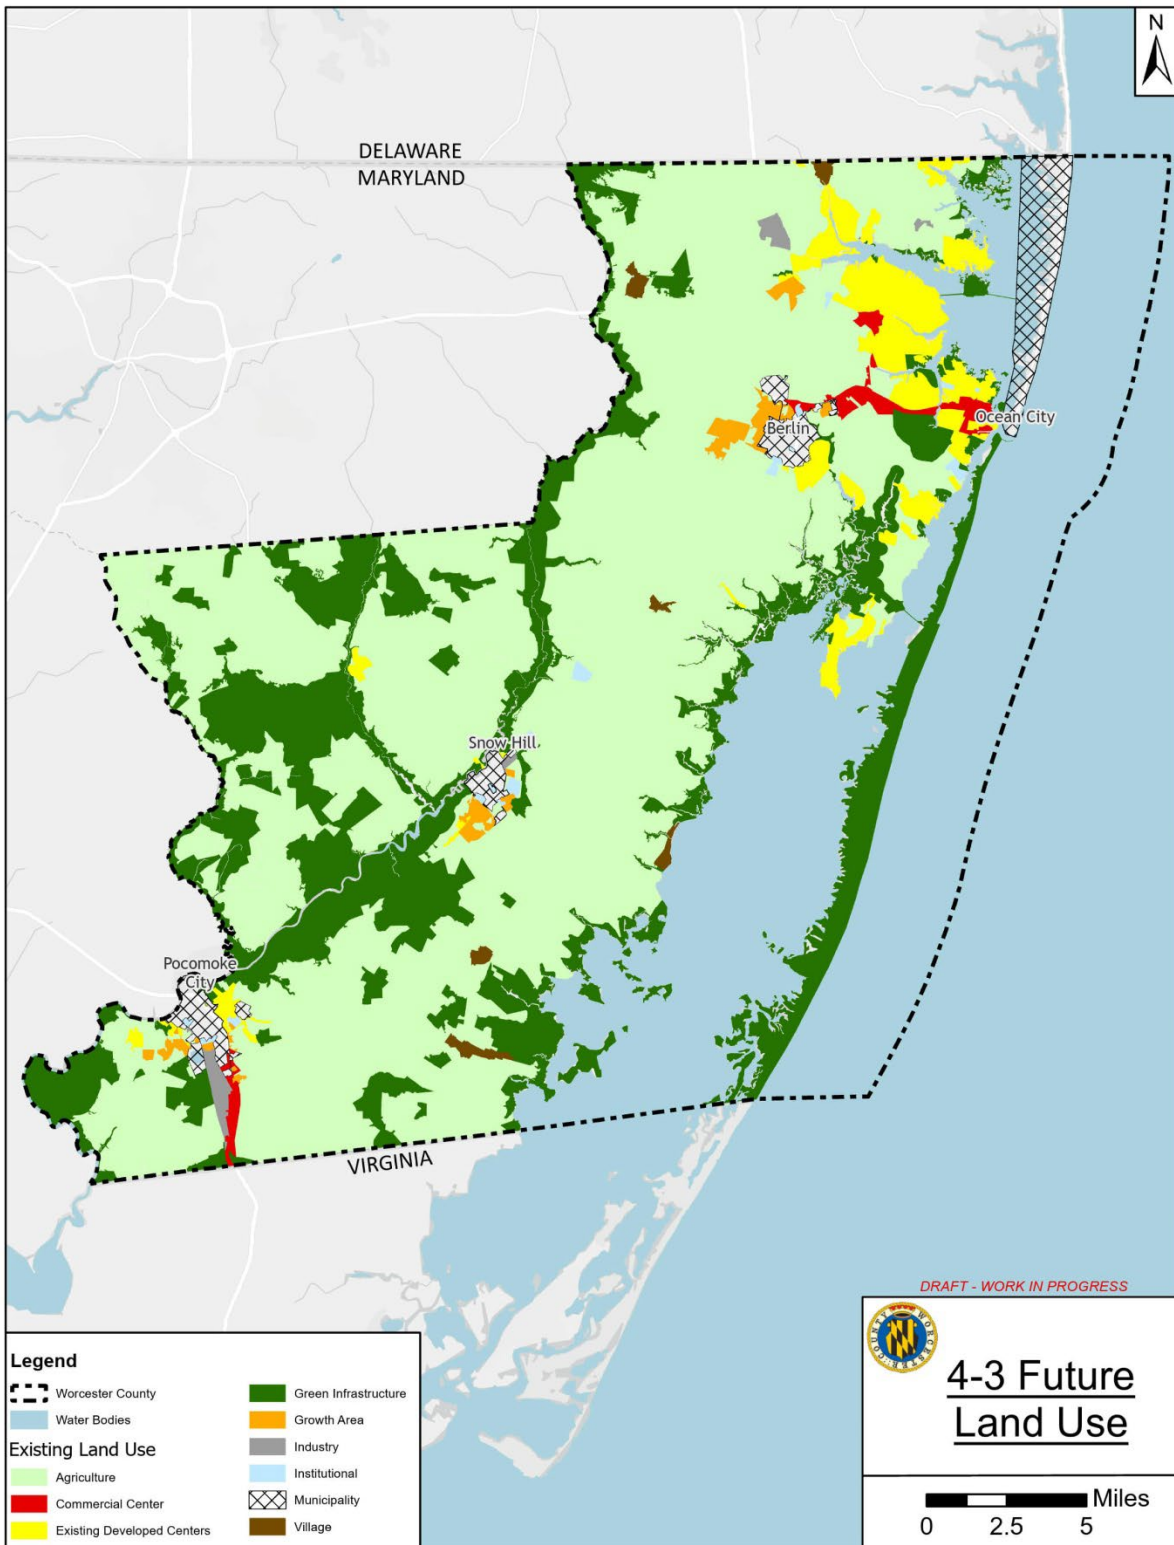 N
DELAWARE
MARYLAND
Ocean City
Berlin
Snow Hill
Pocomoke
City
VIRGINIA
DRAFT - WORK IN PROGRESS
WORCESTER
COUNTY
4-3 Future
Land Use
Miles
0 2.5 5
Legend
Worcester County
Water Bodies
Existing Land Use
Agriculture
Commercial Center
Existing Developed Centers
Green Infrastructure
Growth Area
Industry
Institutional
Municipality
Village